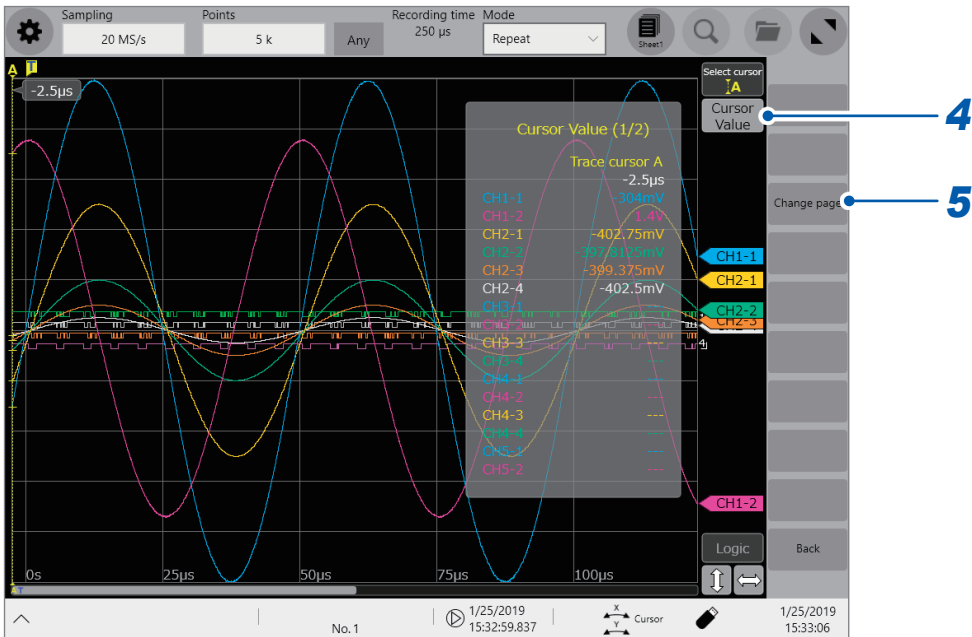 Sampling
20 MS/s
Points
5 k
Any
Recording time
250 µs
Mode
Repeat
Sheet1
A T
-2.5µs
Select cursor
A
Cursor
Value
4
Change page
5
Cursor Value (1/2)
Trace cursor A
-2.5µs
CH1-1 -304mV
CH1-2 1.4V
CH2-1 -402.75mV
CH2-2 -397.8125mV
CH2-3 -399.375mV
CH2-4 -402.5mV
CH3-1 ---
CH3-2 ---
CH3-3 ---
CH3-4 ---
CH4-1 ---
CH4-2 ---
CH4-3 ---
CH4-4 ---
CH5-1 ---
CH5-2 ---
CH1-1
CH2-1
CH2-2
CH2-3
4
CH1-2
Logic
Back
0s 25µs 50µs 75µs 100µs
A T
No. 1
1/25/2019
15:32:59.837
X
Y
Cursor
1/25/2019
15:33:06